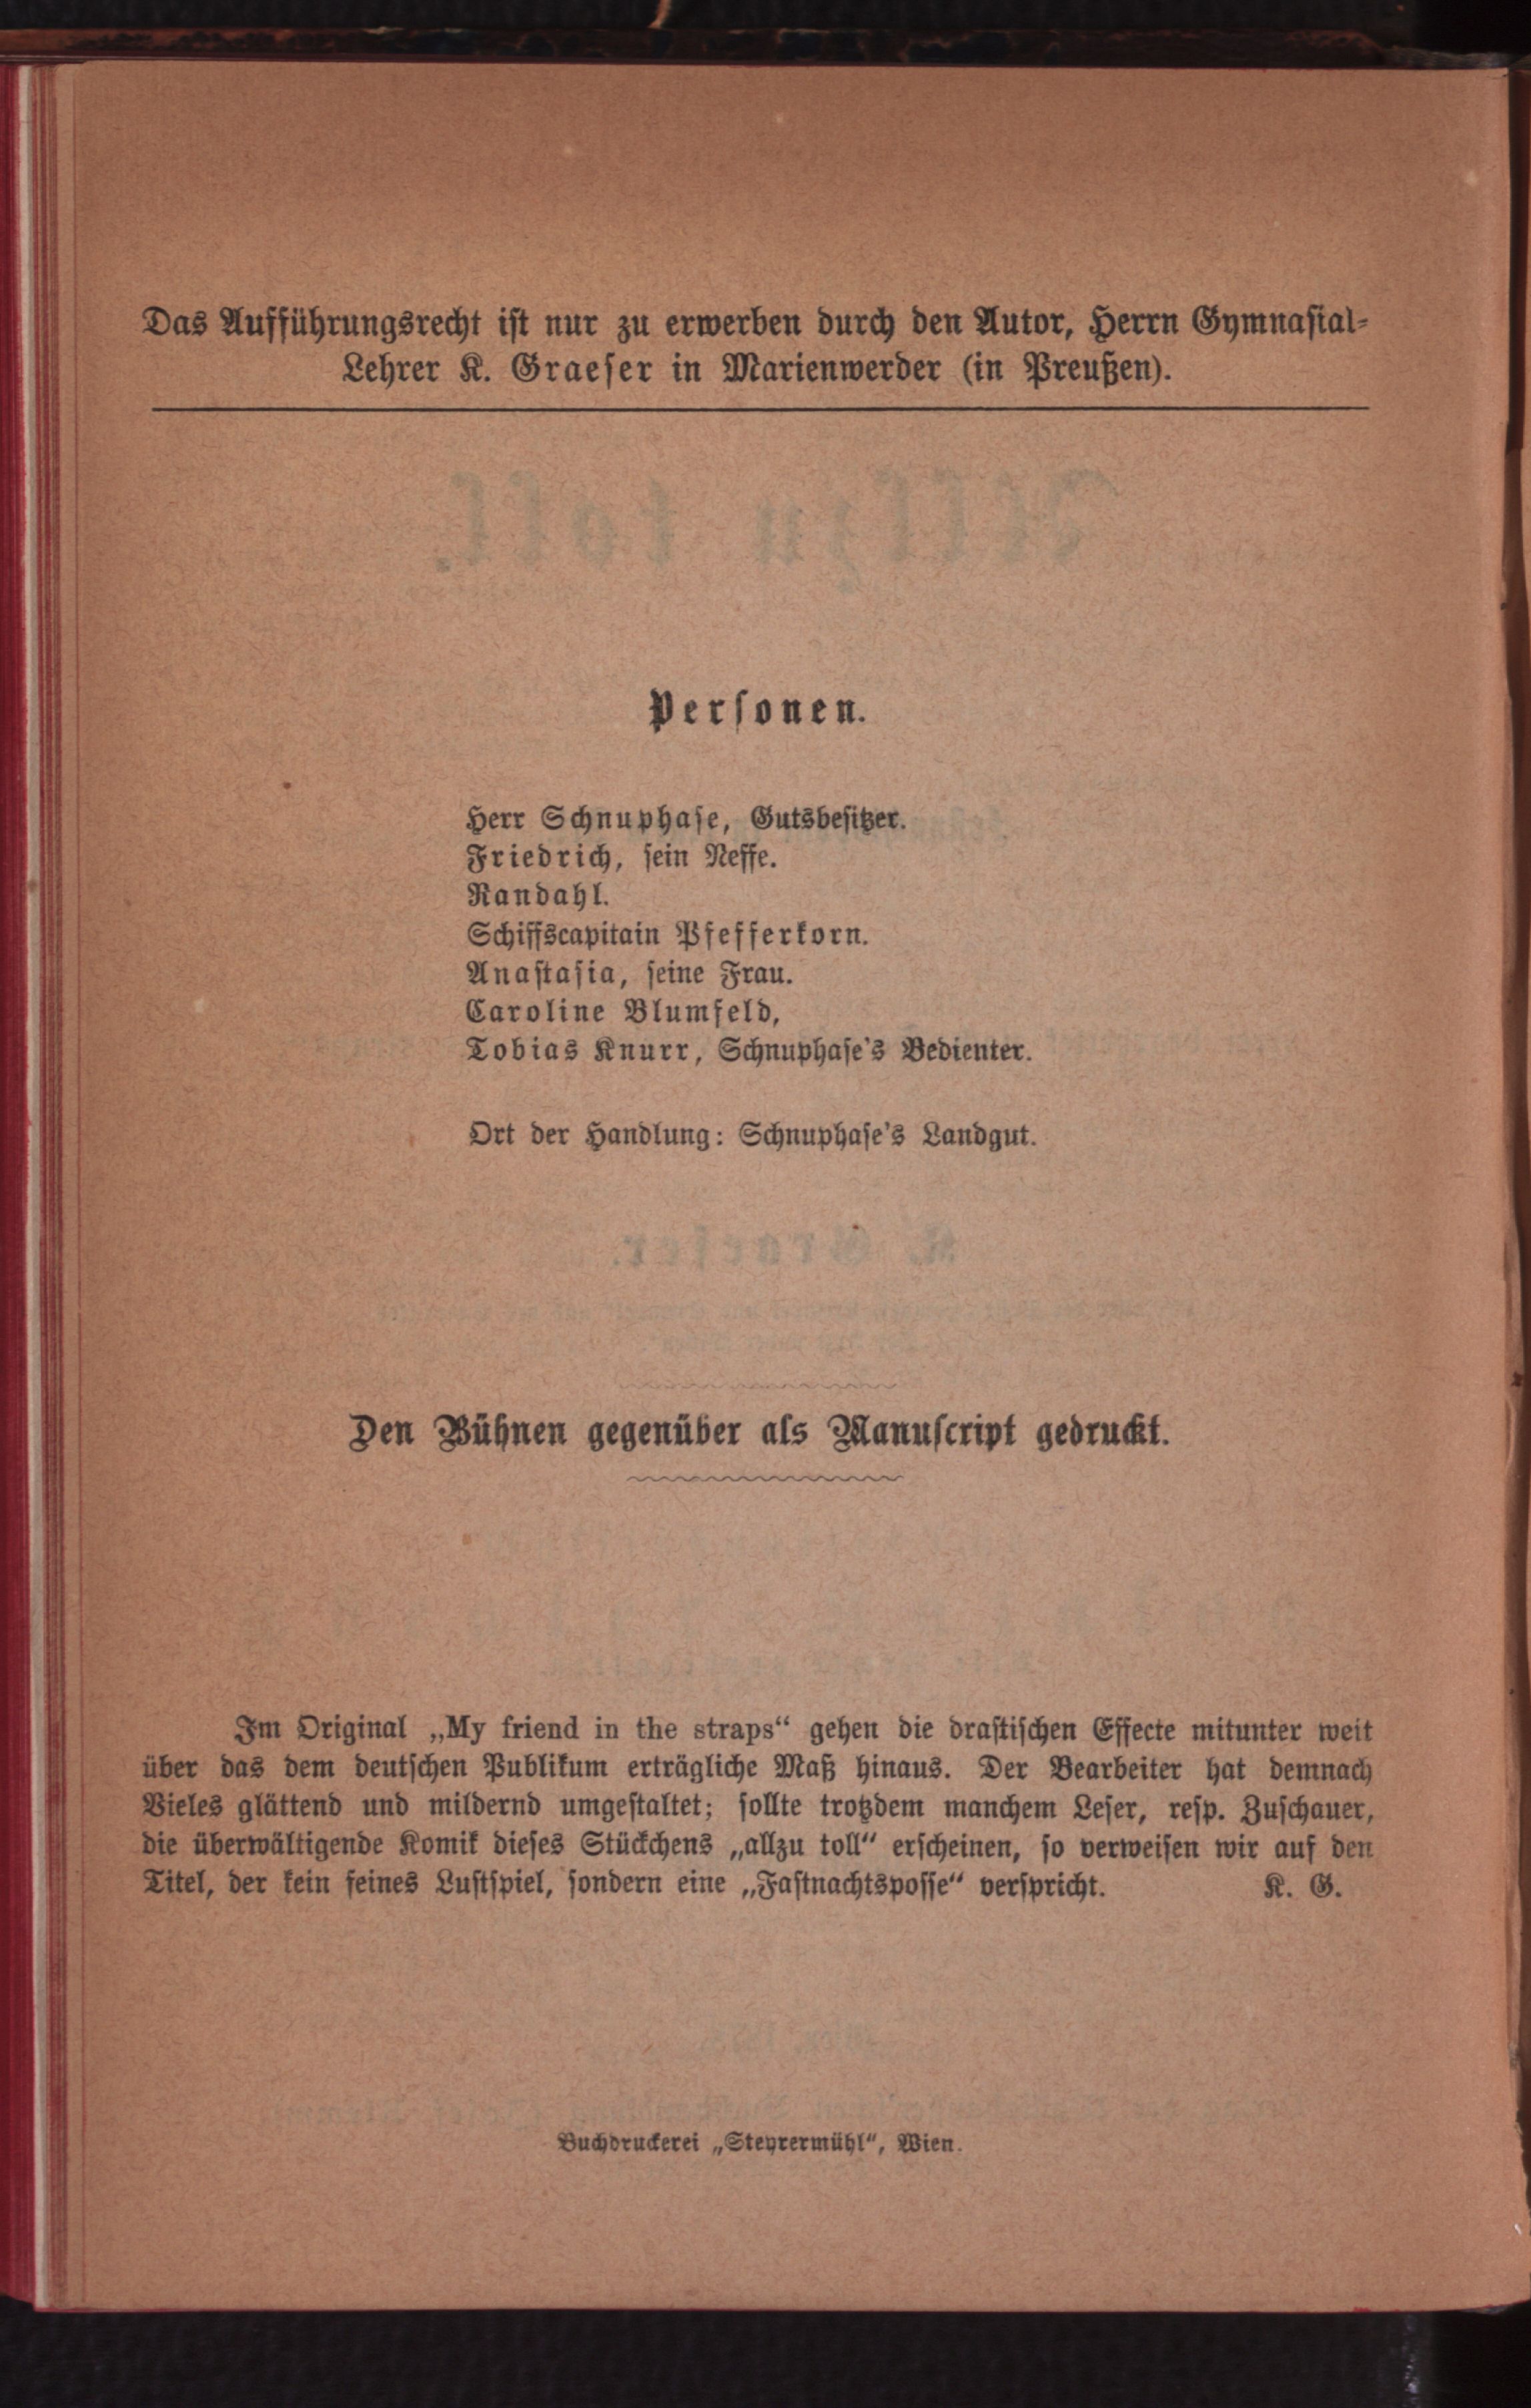 Das Aufführungsrecht ist nur zu erwerben durch den Autor, Herrn Gymnasial-
Lehrer K. Graeser in Marienwerder (in Preußen).
Personen.
Herr Schnuphase, Gutsbesitzer.
Friedrich, sein Neffe.
Randahl.
Schiffscapitain Pfefferkorn.
Anastasia, seine Frau.
Caroline Blumfeld,
Tobias Knurr, Schnuphase's Bedienter.
Ort der Handlung: Schnuphase's Landgut.
Den Bühnen gegenüber als Manuscript gedruckt.
Im Original „My friend in the straps“ gehen die drastischen Effecte mitunter weit
über das dem deutschen Publikum erträgliche Maß hinaus. Der Bearbeiter hat demnach
Vieles glättend und mildernd umgestaltet; sollte trotzdem manchem Leser, resp. Zuschauer,
die überwältigende Komik dieses Stückchens „allzu toll“ erscheinen, so verweisen wir auf den
Titel, der kein feines Lustspiel, sondern eine „Fastnachtsposse“ verspricht. K. G.
Buchdruckerei „Steyrermühl“, Wien.